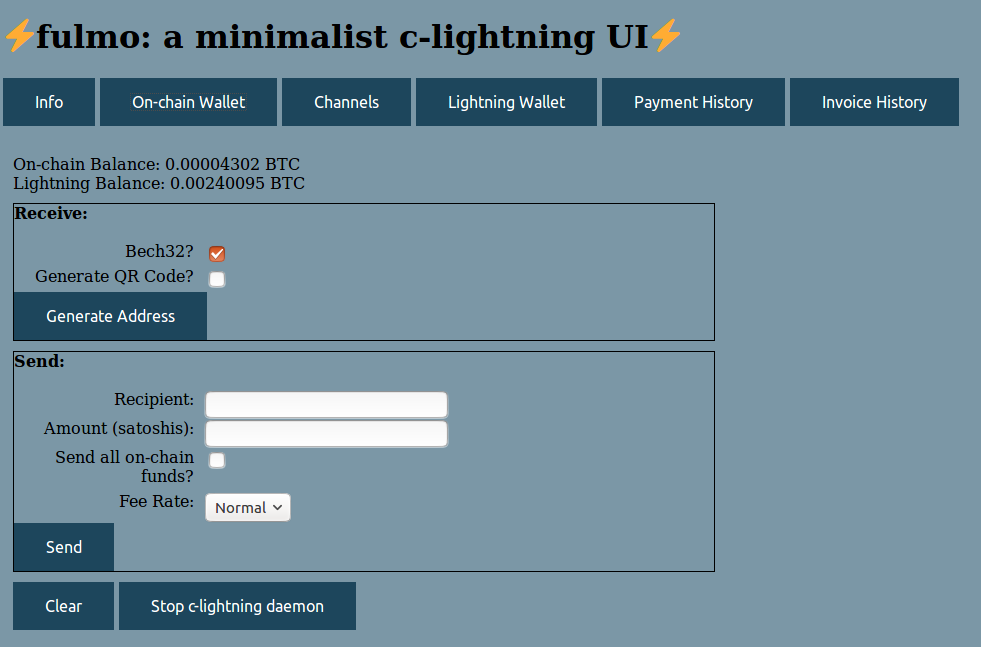 ⚡fulmo: a minimalist c-lightning UI⚡
Info On-chain Wallet Channels Lightning Wallet Payment History Invoice History
On-chain Balance: 0.00004302 BTC
Lightning Balance: 0.00240095 BTC
Receive:
Bech32?
Generate QR Code?
Generate Address
Send:
Recipient:
Amount (satoshis):
Send all on-chain
funds?
Fee Rate: Normal
Send
Clear Stop c-lightning daemon